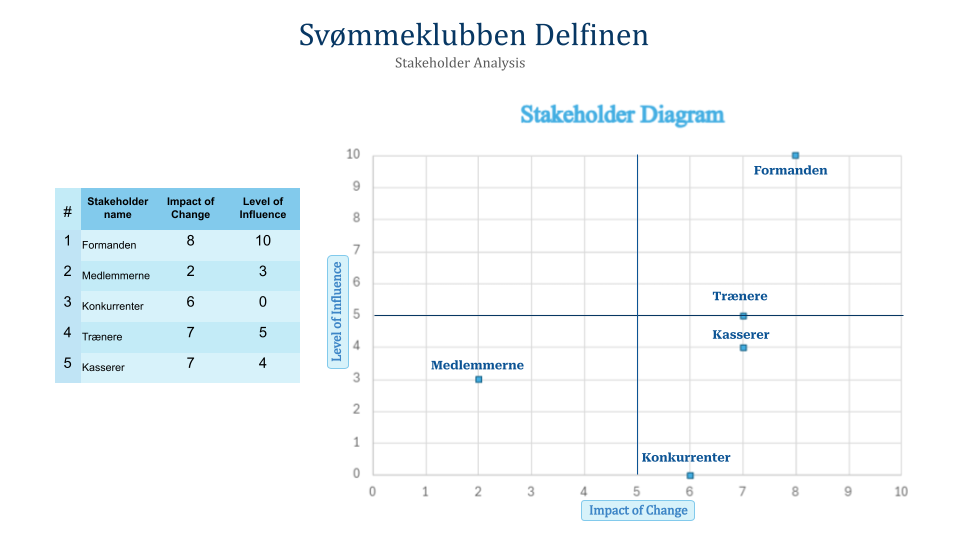 Svømmeklubben Delfinen
Stakeholder Analysis
Stakeholder Diagram
# Stakeholder name Impact of Change Level of Influence
1 Formanden 8 10
2 Medlemmerne 2 3
3 Konkurrenter 6 0
4 Trænere 7 5
5 Kasserer 7 4
Level of Influence
10
9
8
7
6
5
4
3
2
1
0
Formanden
Trænere
Kasserer
Medlemmerne
Konkurrenter
0 1 2 3 4 5 6 7 8 9 10
Impact of Change